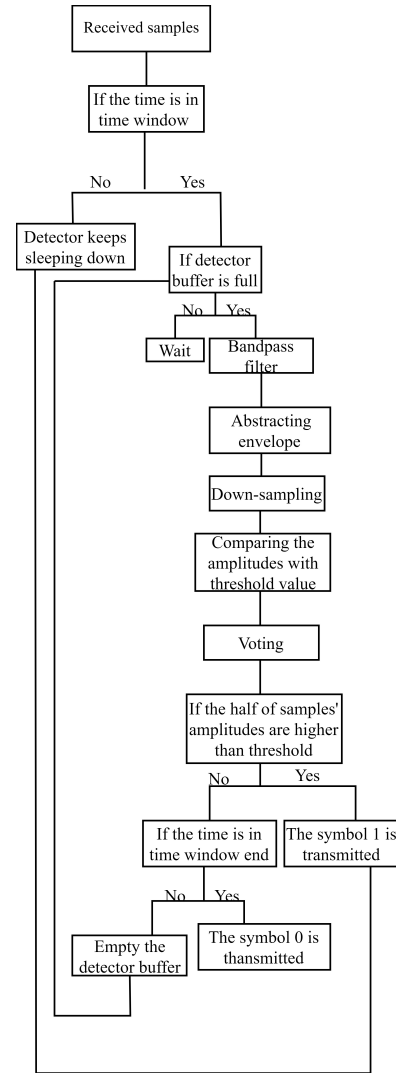 Received samples
If the time is in
time window
No
Yes
Detector keeps
sleeping down
If detector
buffer is full
No
Yes
Wait
Bandpass
filter
Abstracting
envelope
Down-sampling
Comparing the
amplitudes with
threshold value
Voting
If the half of samples'
amplitudes are higher
than threshold
No
Yes
If the time is in
time window end
The symbol 1 is
transmitted
No
Yes
Empty the
detector buffer
The symbol 0 is
thansmitted